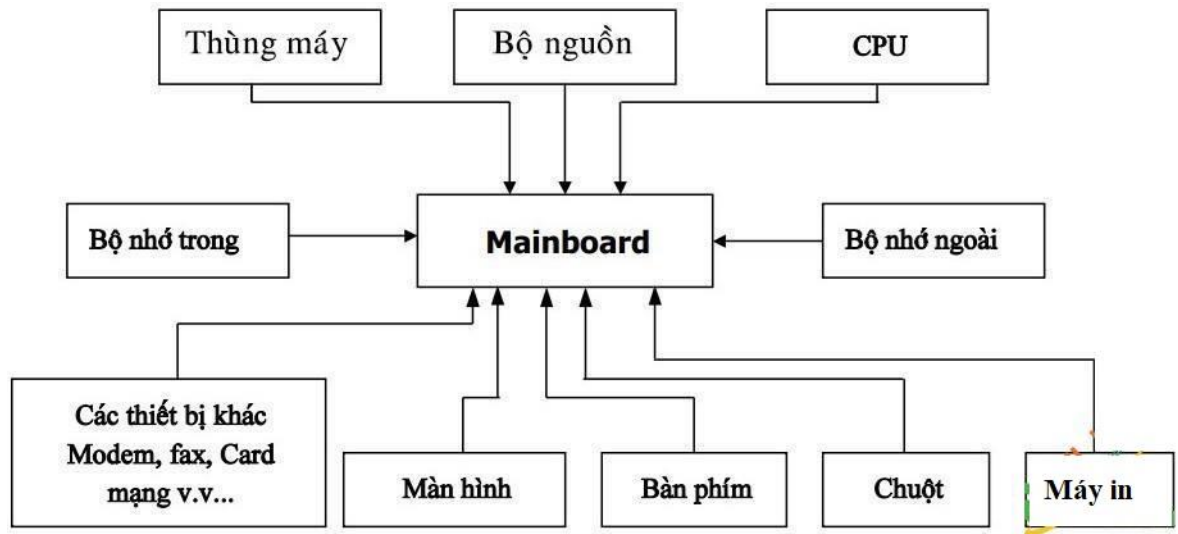 Thùng máy
Bộ nguồn
CPU
Bộ nhớ trong
Mainboard
Bộ nhớ ngoài
Các thiết bị khác
Modem, fax, Card
mạng v.v...
Màn hình
Bàn phím
Chuột
Máy in